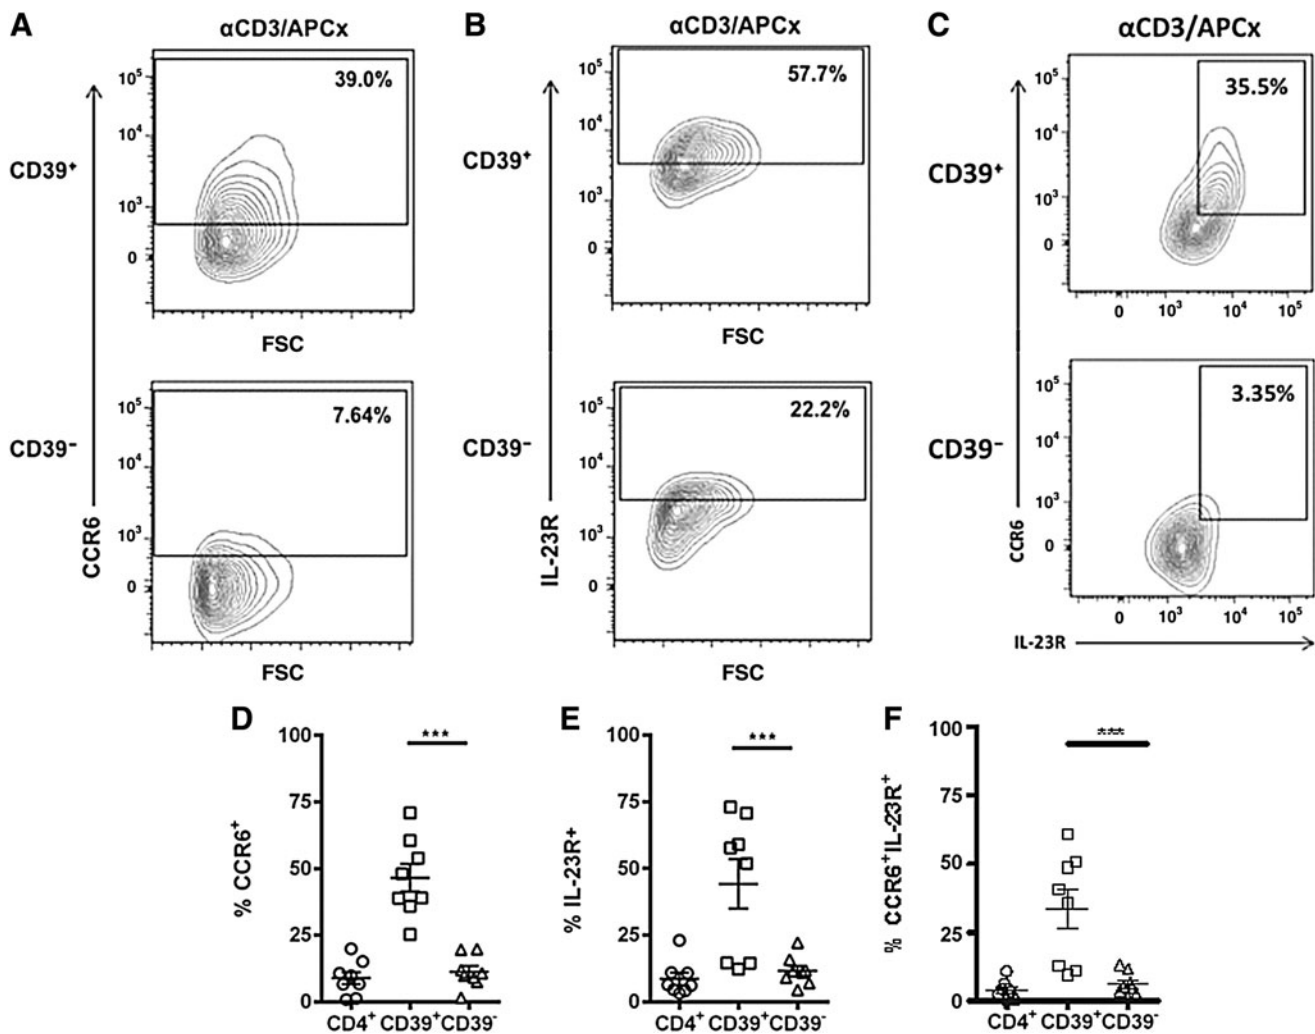 A
αCD3/APCx
CD39⁺
10⁵
10⁴
10³
0
39.0%
FSC
CD39⁻
10⁵
10⁴
10³
0
7.64%
FSC
CCR6
B
αCD3/APCx
CD39⁺
10⁵
10⁴
10³
0
57.7%
FSC
CD39⁻
10⁵
10⁴
10³
0
22.2%
FSC
IL-23R
C
αCD3/APCx
CD39⁺
10⁵
10⁴
10³
0
35.5%
0 10³ 10⁴ 10⁵
CD39⁻
10⁵
10⁴
10³
0
3.35%
0 10³ 10⁴ 10⁵
CCR6
IL-23R
D
% CCR6⁺
100
75
50
25
0
***
CD4⁺ CD39⁺ CD39⁻
E
% IL-23R+
100
75
50
25
0
***
CD4⁺ CD39⁺ CD39⁻
F
% CCR6⁺IL-23R⁺
100
75
50
25
0
***
CD4⁺ CD39⁺ CD39⁻